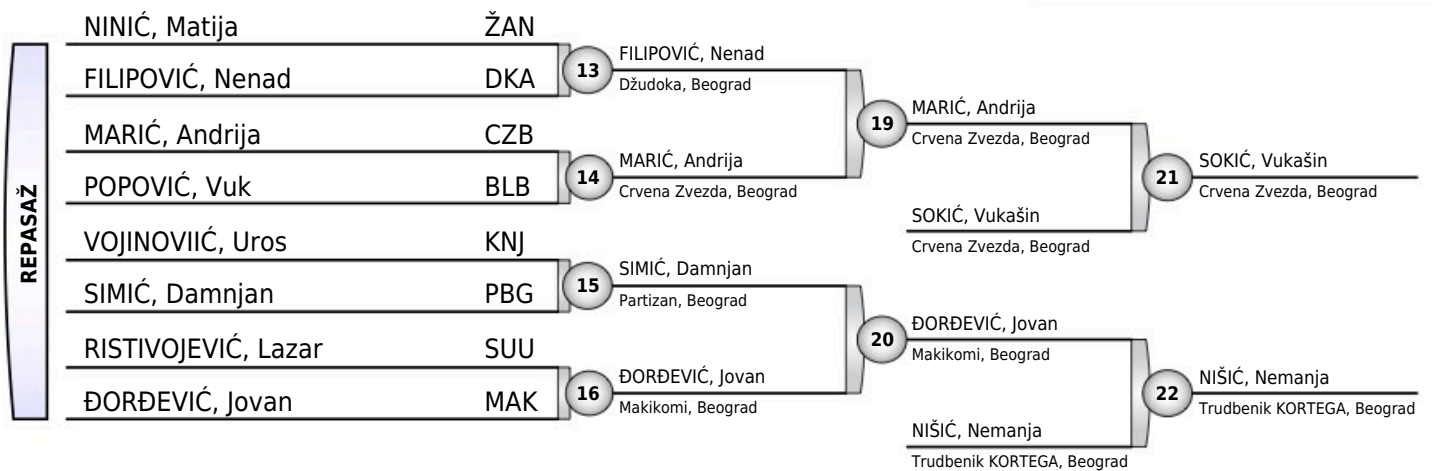 REPASAŽ
NINIĆ, Matija ŽAN
FILIPOVIĆ, Nenad DKA
MARIĆ, Andrija CZB
POPOVIĆ, Vuk BLB
VOJINOVIIĆ, Uros KNJ
SIMIĆ, Damnjan PBG
RISTIVOJEVIĆ, Lazar SUU
ĐORĐEVIĆ, Jovan MAK
13
FILIPOVIĆ, Nenad
Džudoka, Beograd
14
MARIĆ, Andrija
Crvena Zvezda, Beograd
15
SIMIĆ, Damnjan
Partizan, Beograd
16
ĐORĐEVIĆ, Jovan
Makikomi, Beograd
19
MARIĆ, Andrija
Crvena Zvezda, Beograd
SOKIĆ, Vukašin
Crvena Zvezda, Beograd
20
ĐORĐEVIĆ, Jovan
Makikomi, Beograd
NIŠIĆ, Nemanja
Trudbenik KORTEGA, Beograd
21
SOKIĆ, Vukašin
Crvena Zvezda, Beograd
22
NIŠIĆ, Nemanja
Trudbenik KORTEGA, Beograd